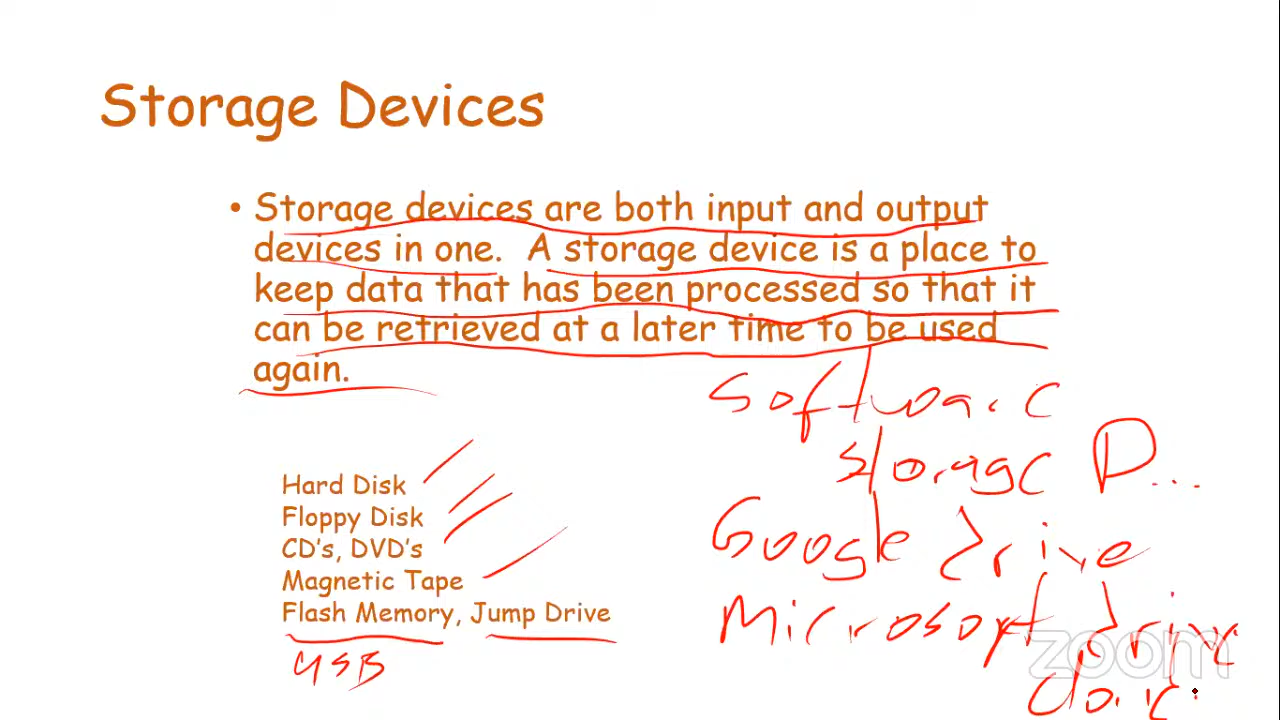 Storage Devices
• Storage devices are both input and output
devices in one. A storage device is a place to
keep data that has been processed so that it
can be retrieved at a later time to be used
again.
Software
storage D...
Hard Disk
Floppy Disk
CD's, DVD's
Magnetic Tape
Flash Memory, Jump Drive
USB
Google Drive
Microsoft Drive
zoom